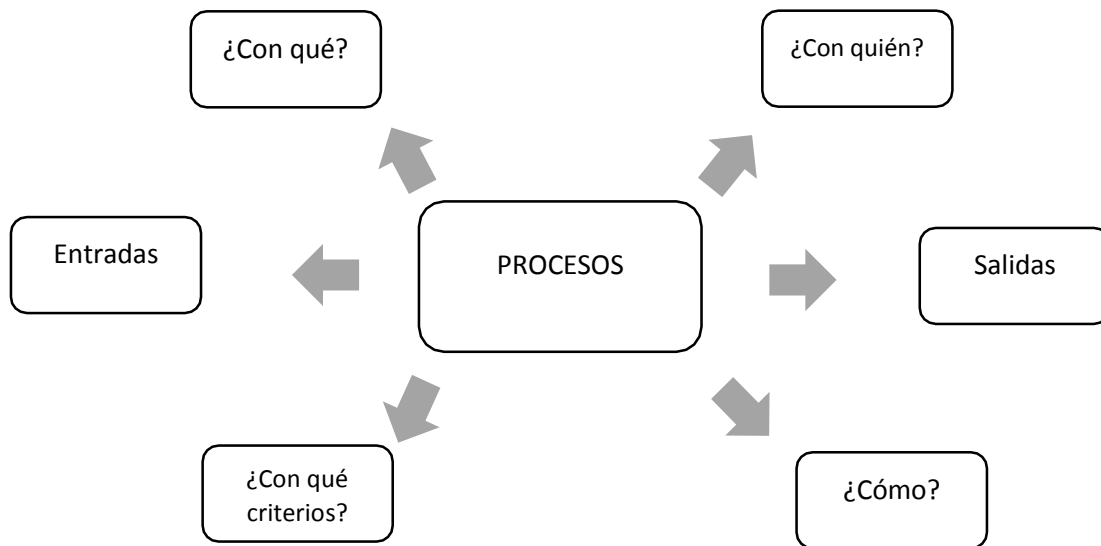 ¿Con qué?
¿Con quién?
Entradas
PROCESOS
Salidas
¿Con qué
criterios?
¿Cómo?